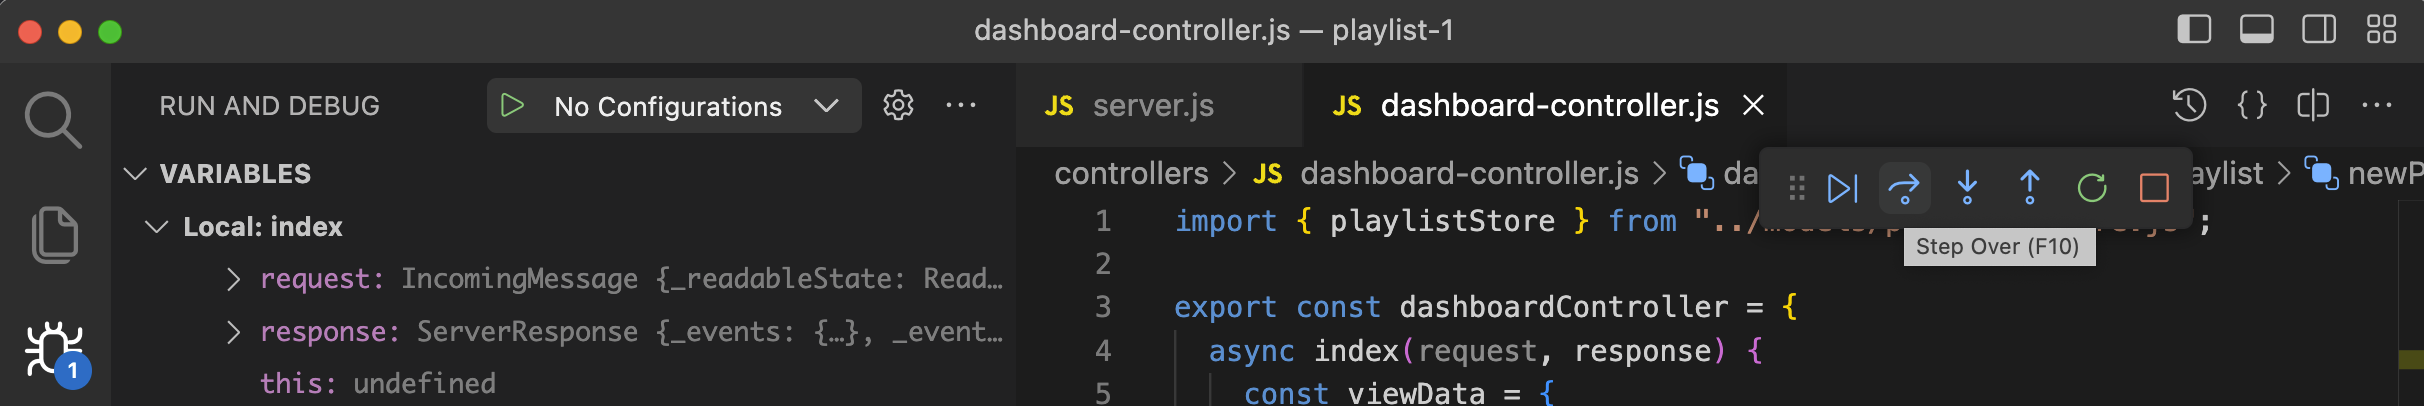 dashboard-controller.js — playlist-1
RUN AND DEBUG
No Configurations
VARIABLES
Local: index
request: IncomingMessage {_readableState: Read…
response: ServerResponse {_events: {…}, _event…
this: undefined
1
JS server.js
JS dashboard-controller.js
controllers > JS dashboard-controller.js > da aylist > newP
1 import { playlistStore } from "../ ;
Step Over (F10)
2
3 export const dashboardController = {
4 async index(request, response) {
5 const viewData = {